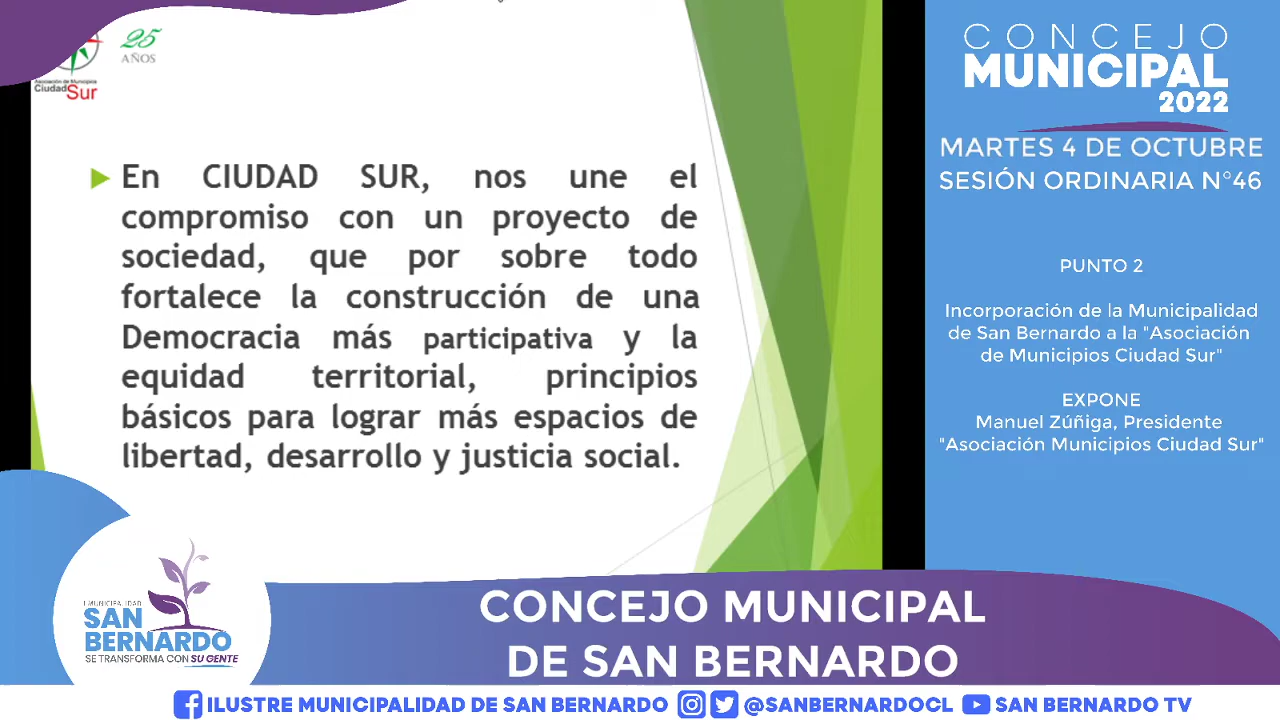 25
AÑOS
Asociación de Municipios
Ciudad Sur
En CIUDAD SUR, nos une el
compromiso con un proyecto de
sociedad, que por sobre todo
fortalece la construcción de una
Democracia más participativa y la
equidad territorial, principios
básicos para lograr más espacios de
libertad, desarrollo y justicia social.
CONCEJO
MUNICIPAL
2022
MARTES 4 DE OCTUBRE
SESIÓN ORDINARIA N°46
PUNTO 2
Incorporación de la Municipalidad
de San Bernardo a la "Asociación
de Municipios Ciudad Sur"
EXPONE
Manuel Zúñiga, Presidente
"Asociación Municipios Ciudad Sur"
I. MUNICIPALIDAD
SAN
BERNARDO
SE TRANSFORMA CON SU GENTE
CONCEJO MUNICIPAL
DE SAN BERNARDO
ILUSTRE MUNICIPALIDAD DE SAN BERNARDO @SANBERNARDOCL SAN BERNARDO TV